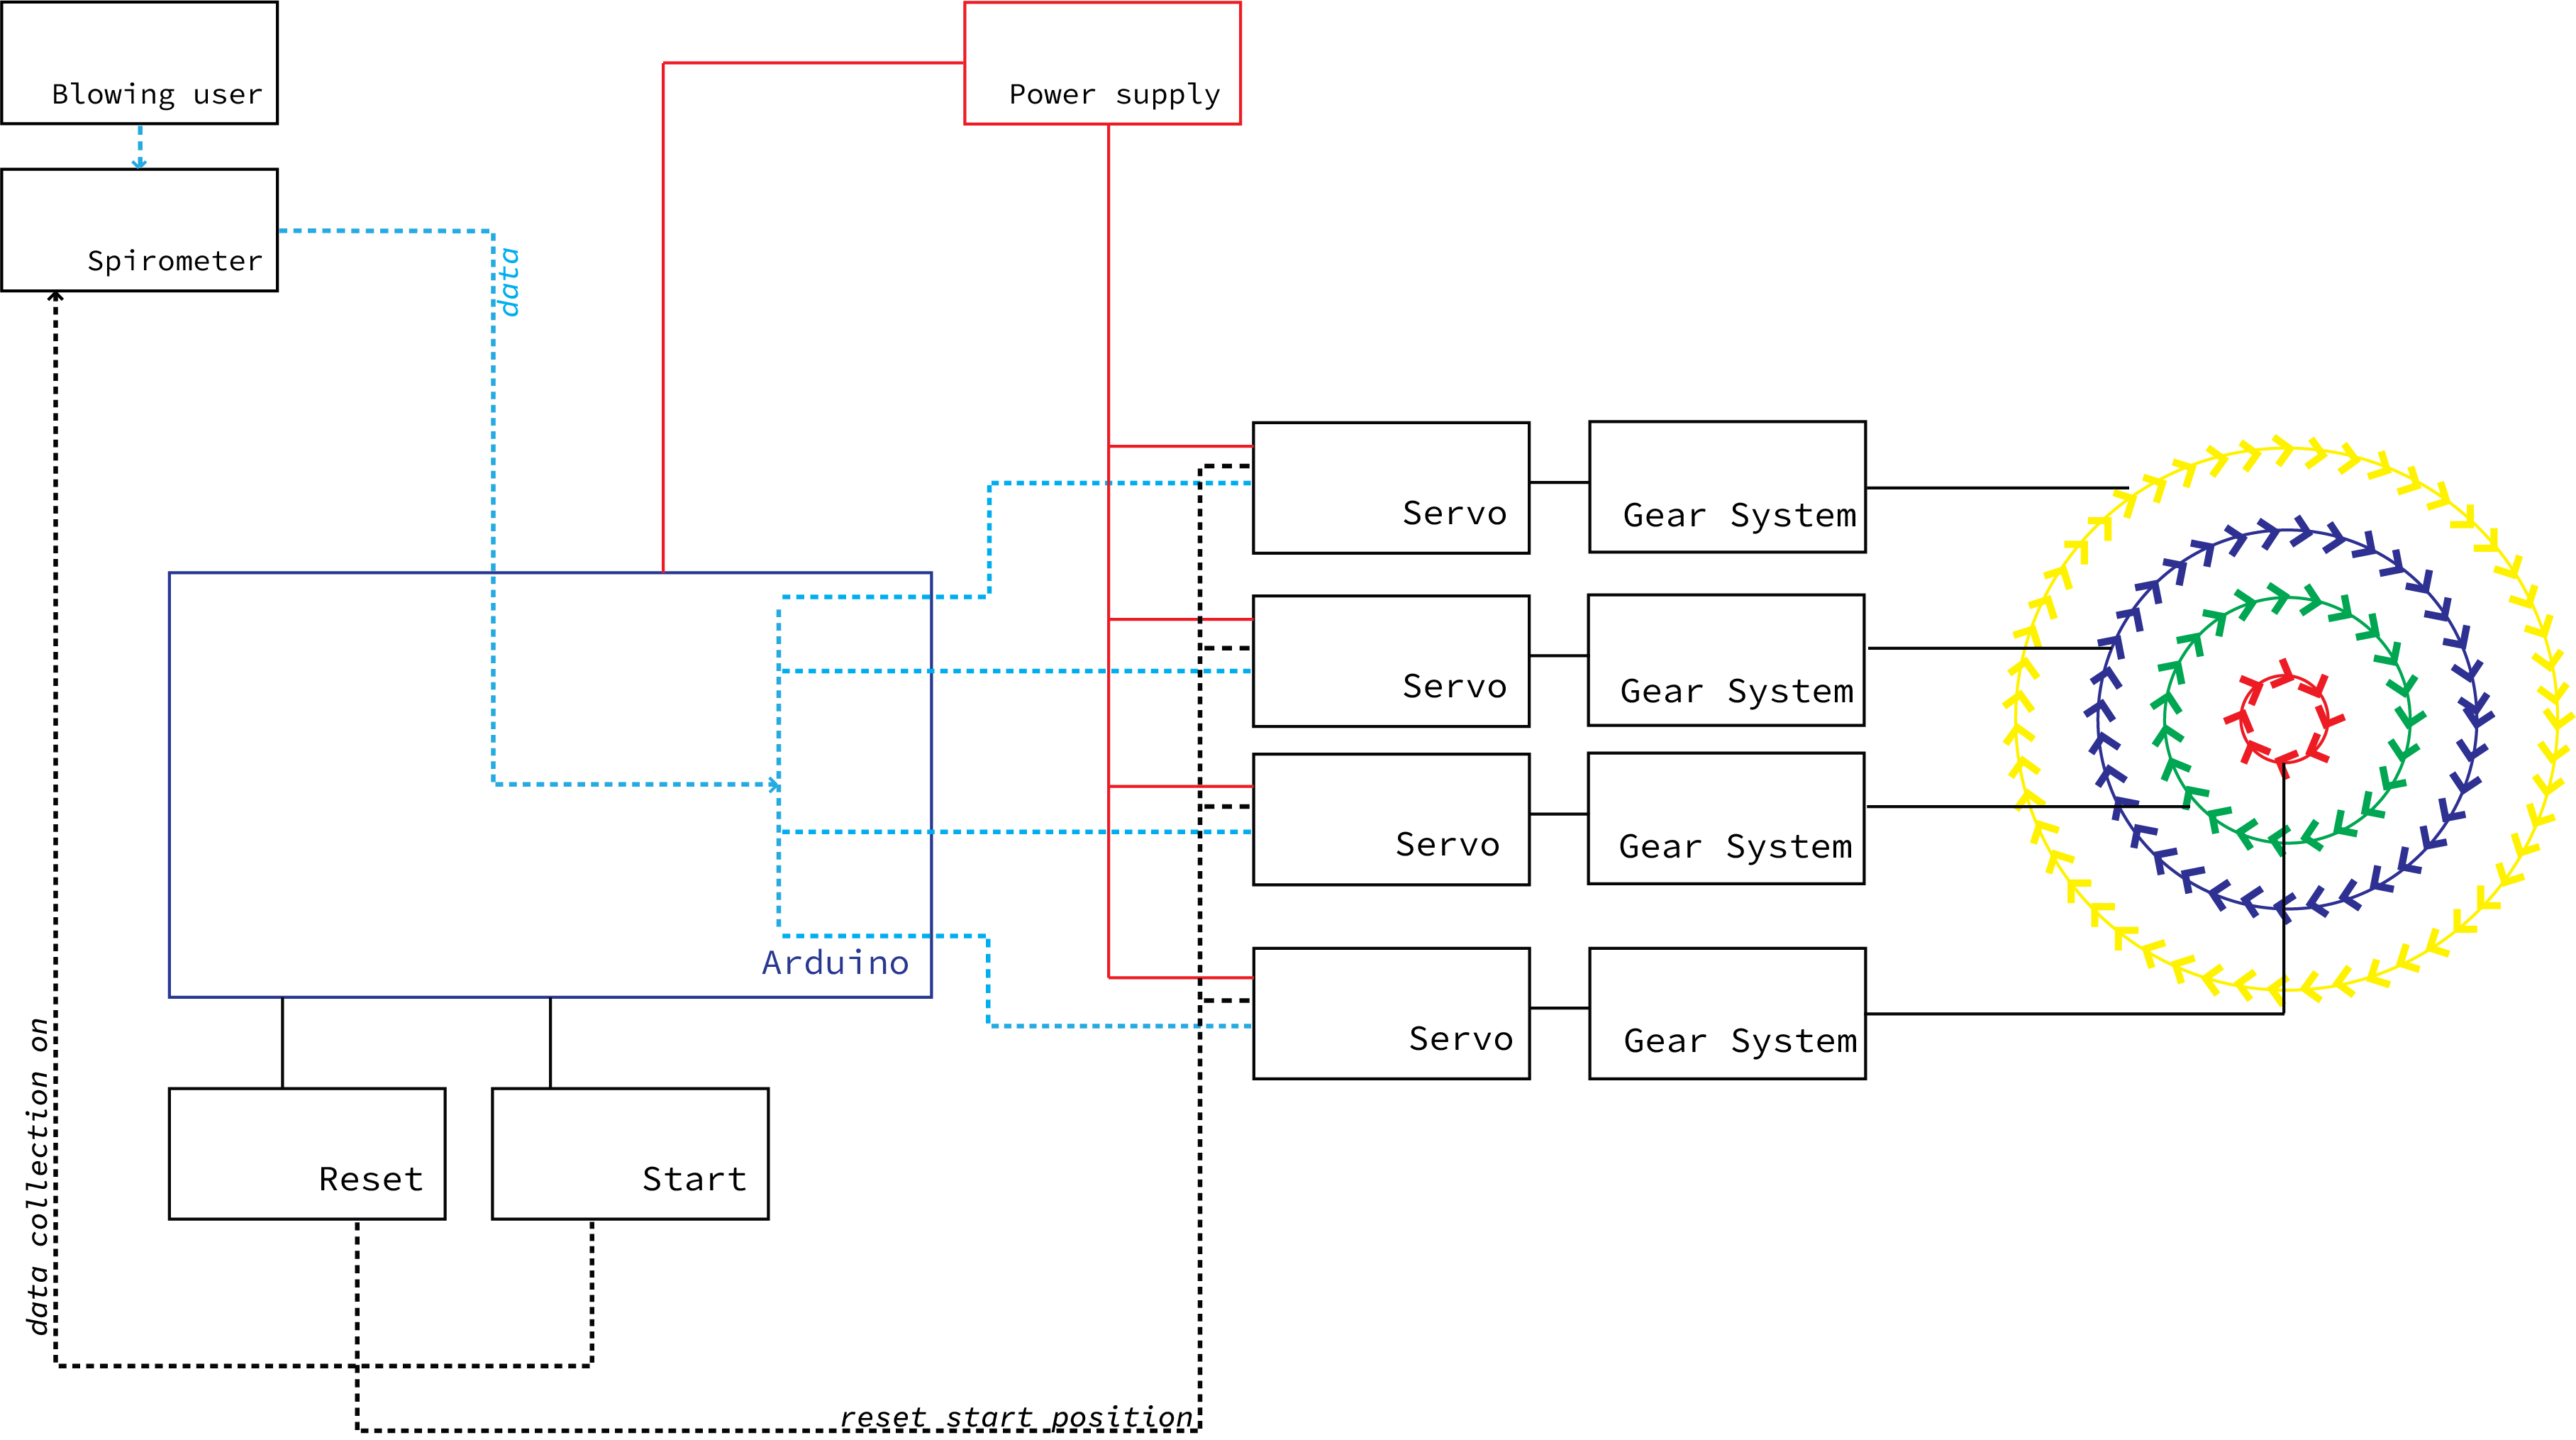 Blowing user
Power supply
Spirometer
data
Servo
Gear System
Servo
Gear System
Servo
Gear System
Arduino
Servo
Gear System
Reset
Start
data collection on
reset start position